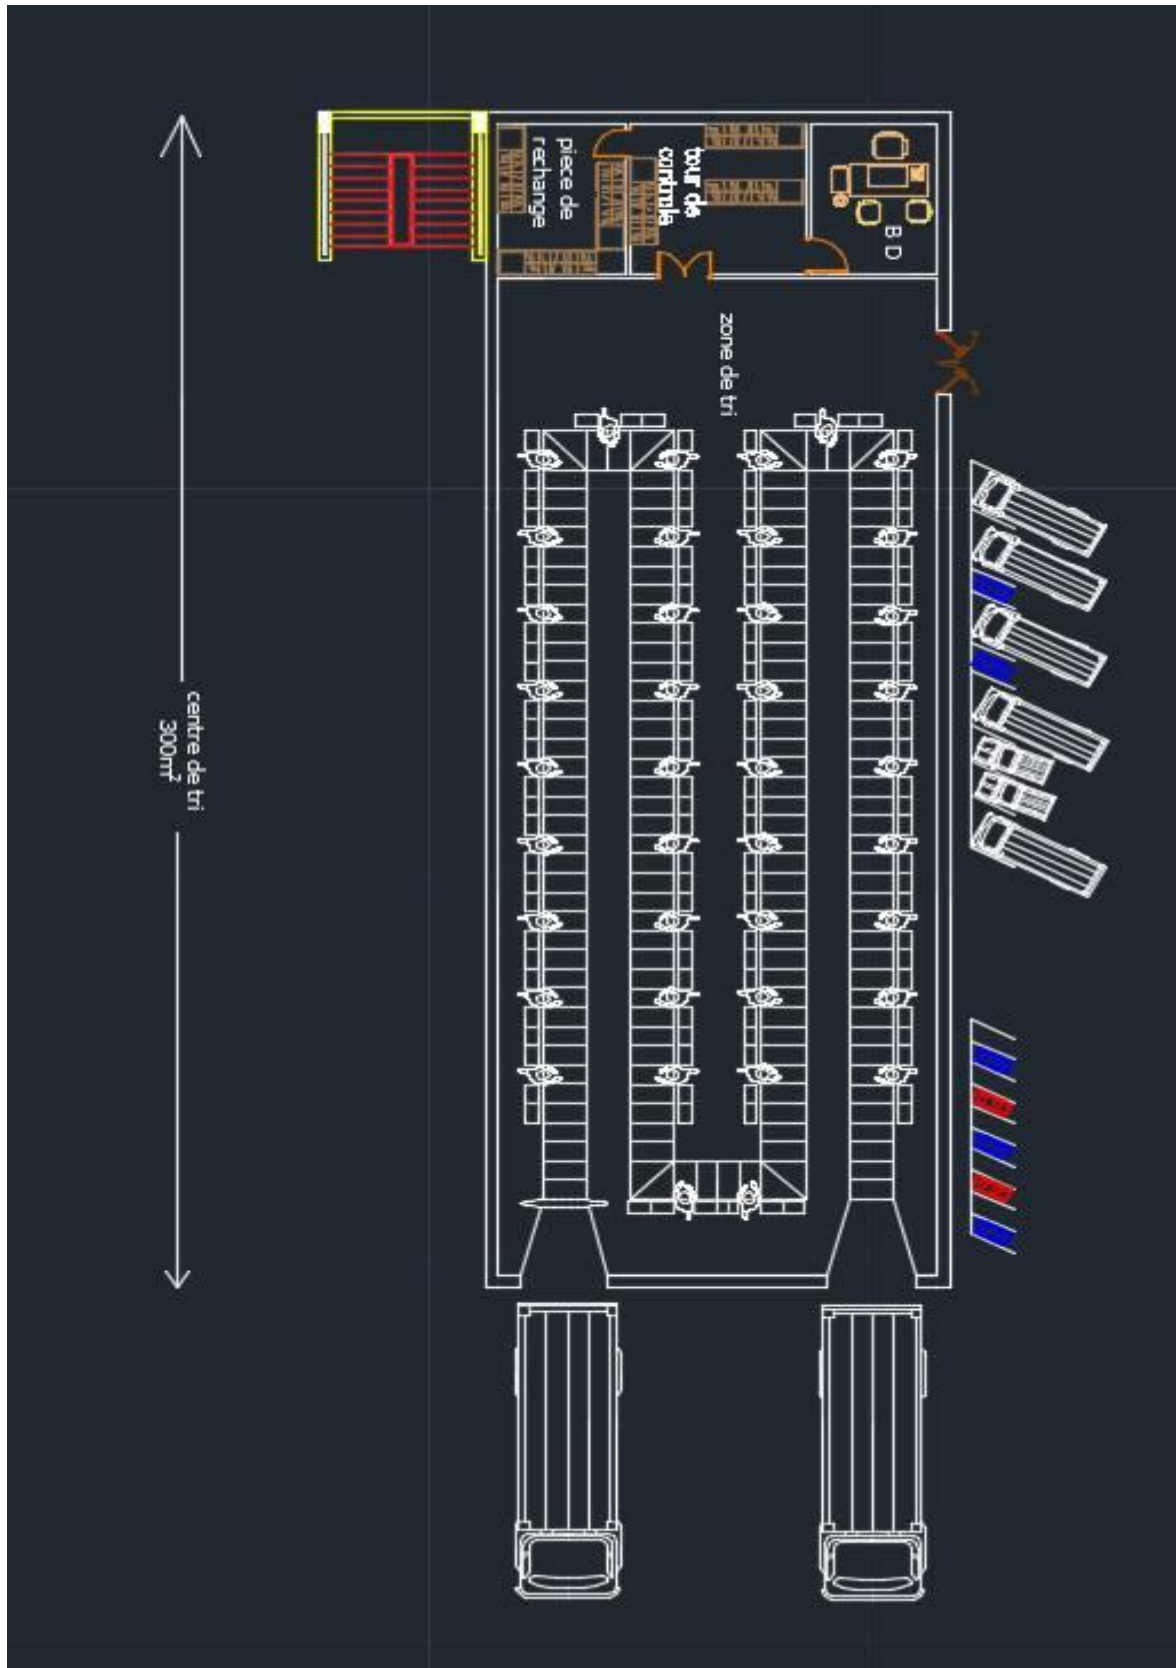 piece de
rechange
tour de
controle
B D
zone de tri
centre de tri
300m²